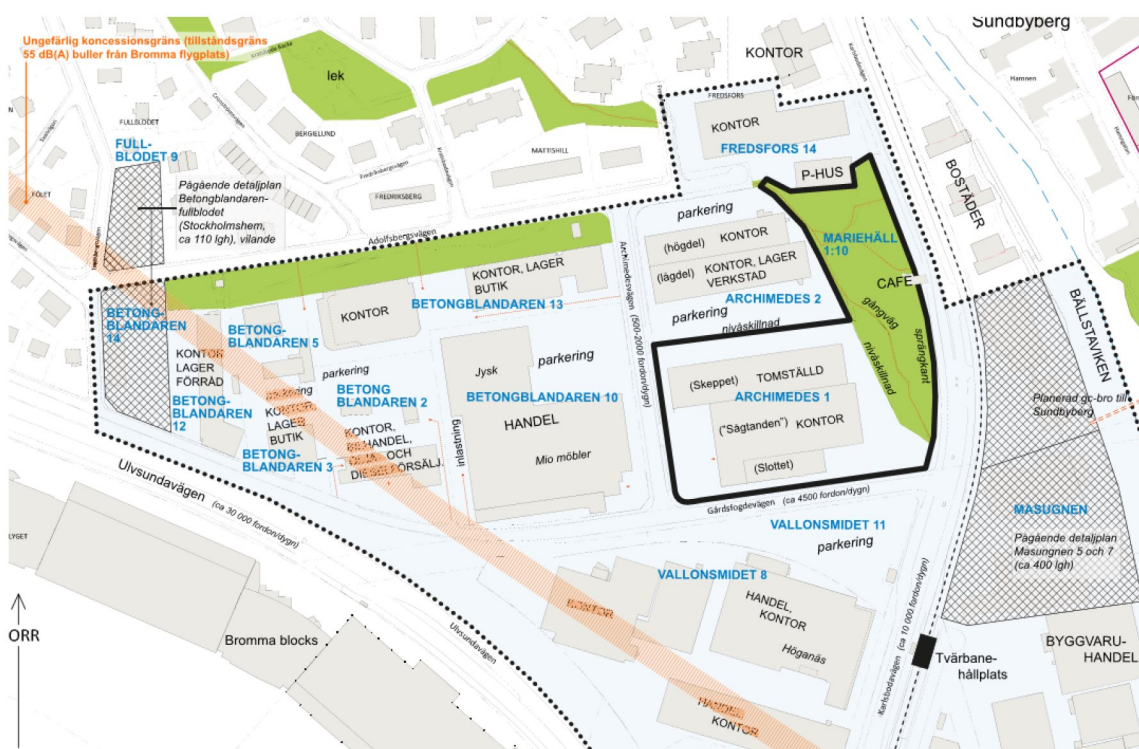 Sundbyberg
Ungefärlig koncessionsgräns (tillståndsgräns
55 dB(A) buller från Bromma flygplats)
lek
KONTOR
Hamnen
FULLBLODET
FULL-
BLODET 9
BERGJELUND
MATTISHILL
FREDSFORS
KONTOR
FREDSFORS 14
P-HUS
BOSTÄDER
FÖLET
Pågående detaljplan
Betongblandaren-
fullblodet
(Stockholmshem,
ca 110 lgh), vilande
FREDRIKSBERG
Adolfsbergsvägen
parkering
(högdel) KONTOR
(lågdel) KONTOR, LAGER
VERKSTAD
MARIEHÄLL
1:10
CAFE
gångväg
sprängkant
nivåskillnad
KONTOR, LAGER
BUTIK
BETONGBLANDAREN 13
Archimedesvägen (500-2000 fordon/dygn)
ARCHIMEDES 2
parkering
nivåskillnad
BÄLLSTAVIKEN
BETONG-
BLANDAREN
14
BETONG-
BLANDAREN 5
KONTOR
KONTOR
LAGER
FÖRRÅD
parkering
parkering
Jysk
parkering
(Skeppet) TOMSTÄLLD
ARCHIMEDES 1
("Sågtanden") KONTOR
(Slottet)
Planerad gc-bro till
Sundbyberg
BETONG-
BLANDAREN
12
KONTOR
LAGER
BUTIK
BETONG
BLANDAREN 2
BETONGBLANDAREN 10
HANDEL
Mio möbler
inlastning
BETONG-
BLANDAREN 3
KONTOR,
BILHANDEL,
OLJA- OCH
DIESELFÖRSÄLJ.
Ulvsundavägen (ca 30 000 fordon/dygn)
Gårdsfogdevägen (ca 4500 fordon/dygn)
VALLONSMIDET 11
parkering
MASUGNEN
Pågående detaljplan
Masugnen 5 och 7
(ca 400 lgh)
VALLONSMIDET 8
KONTOR
HANDEL,
KONTOR
Höganäs
Karlsbodavägen (ca 10 000 fordon/dygn)
ORR
Bromma blocks
Ulvsundavägen
HANDEL
KONTOR
Tvärbane-
hållplats
BYGGVARU-
HANDEL